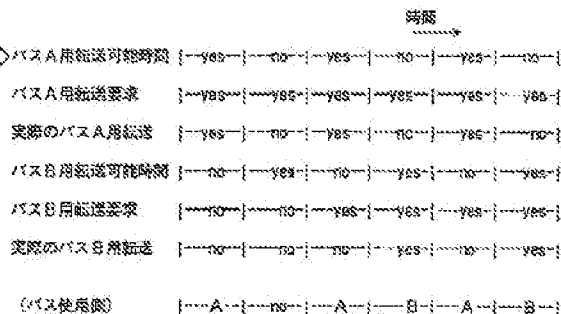 時間
バスA用転送可能時間 |---yes---|----no---|---yes---|----no---|---yes---|----no---|
バスA用転送要求 |---yes---|---yes---|---yes---|---yes---|---yes---|---yes---|
実際のバスA用転送 |---yes---|----no---|---yes---|----no---|---yes---|----no---|
バスB用転送可能時間 |----no---|---yes---|----no---|---yes---|----no---|---yes---|
バスB用転送要求 |----no---|----no---|---yes---|---yes---|---yes---|---yes---|
実際のバスB用転送 |----no---|----no---|----no---|---yes---|----no---|---yes---|
(バス使用側) |----A----|----no---|----A----|----B----|----A----|----B----|